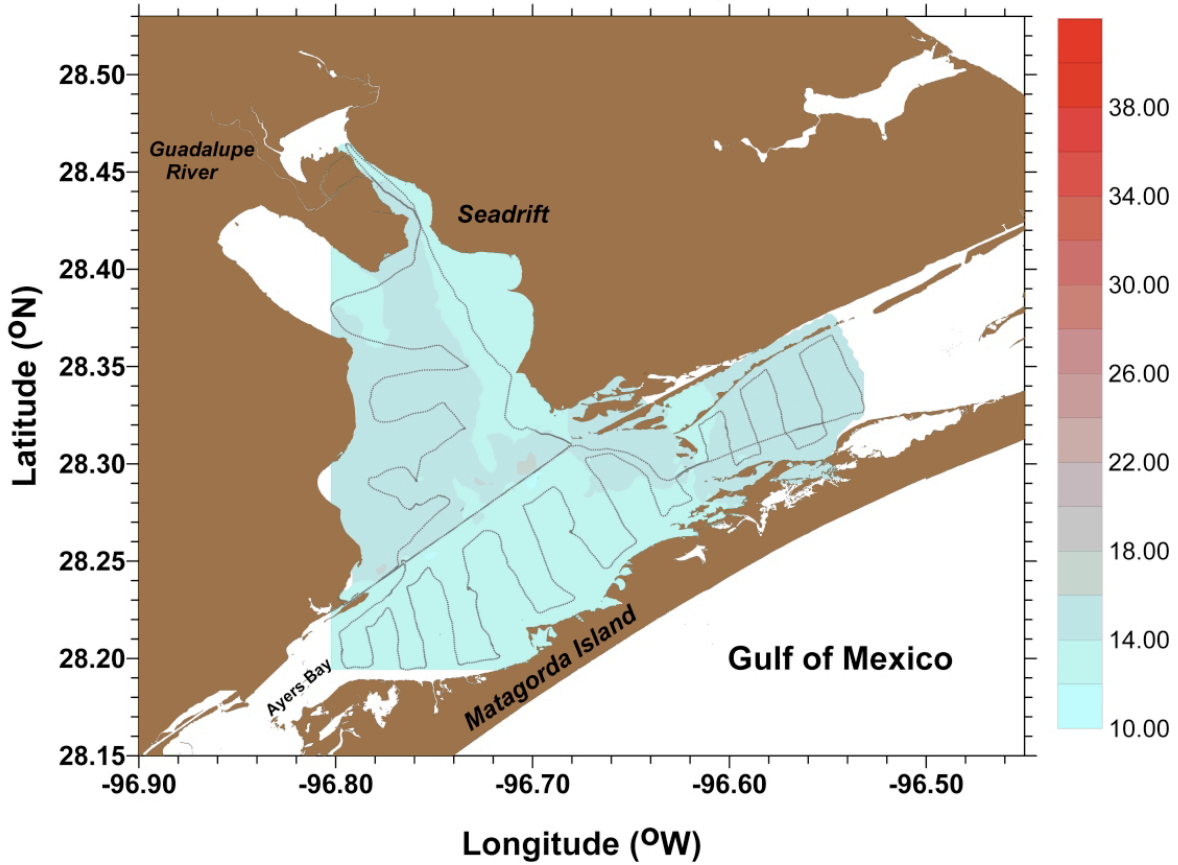 28.50
28.45
28.40
28.35
28.30
28.25
28.20
28.15
Latitude (ºN)
Guadalupe
River
Seadrift
Ayers Bay
Matagorda Island
Gulf of Mexico
-96.90
-96.80
-96.70
-96.60
-96.50
Longitude (ºW)
38.00
34.00
30.00
26.00
22.00
18.00
14.00
10.00